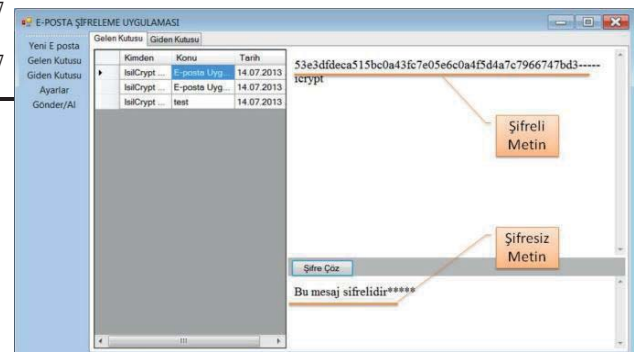 7
7
E-POSTA ŞİFRELEME UYGULAMASI
Yeni E posta
Gelen Kutusu
Giden Kutusu
Ayarlar
Gönder/Al
Gelen Kutusu Giden Kutusu
Kimden Konu Tarih
IsilCrypt ... E-posta Uyg... 14.07.2013
IsilCrypt ... E-posta Uyg... 14.07.2013
IsilCrypt ... test 14.07.2013
53e3dfdeca515bc0a43fc7e05e6c0a4f5d4a7c7966747bd3-----
icrypt
Şifreli
Metin
Şifresiz
Metin
Şifre Çöz
Bu mesaj sifrelidir*****